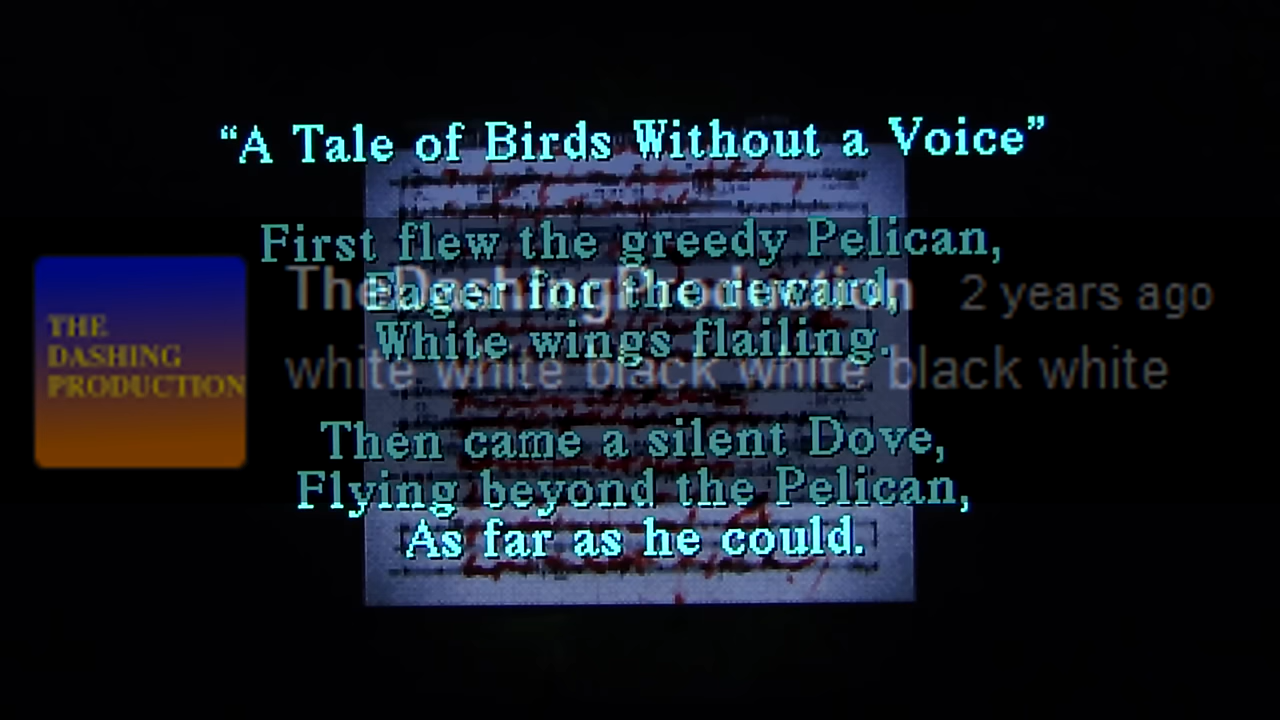 “A Tale of Birds Without a Voice”
First flew the greedy Pelican,
Eager for the reward,
White wings flailing.
Then came a silent Dove,
Flying beyond the Pelican,
As far as he could.
THE
DASHING
PRODUCTION
TheDashingProduction 2 years ago
white white black white black white